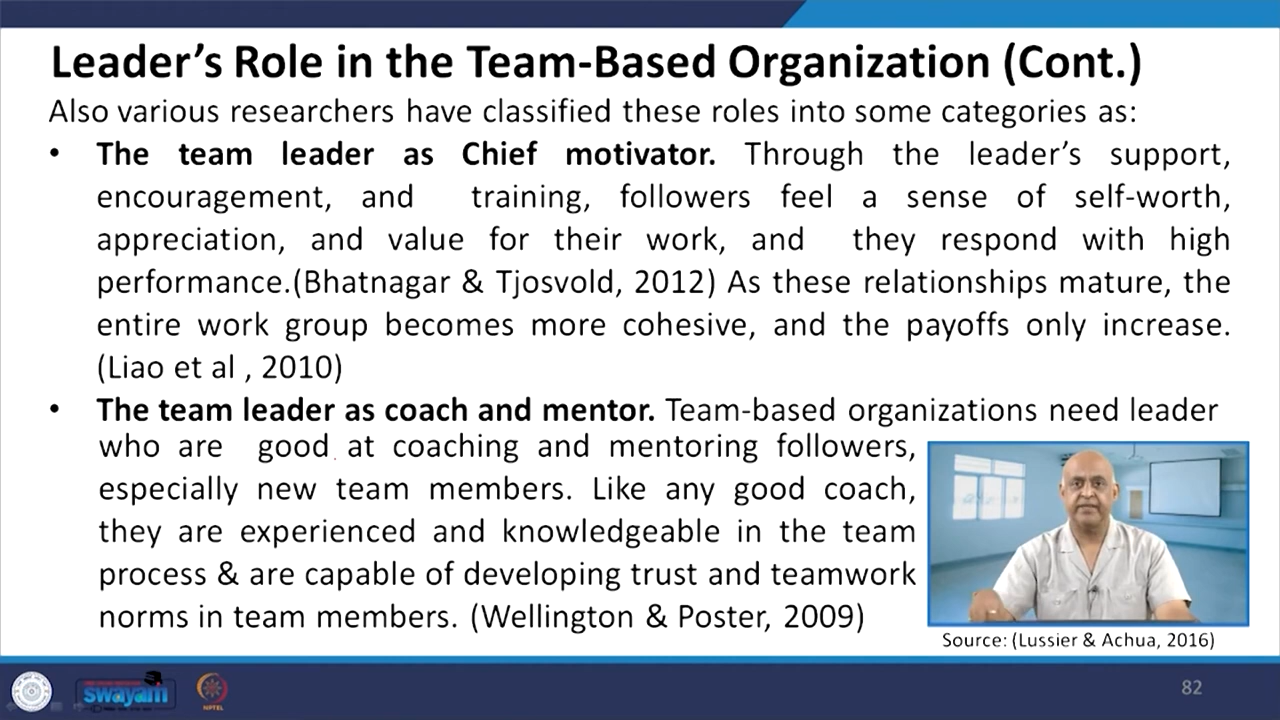 Leader’s Role in the Team-Based Organization (Cont.)
Also various researchers have classified these roles into some categories as:
• The team leader as Chief motivator. Through the leader’s support,
encouragement, and training, followers feel a sense of self-worth,
appreciation, and value for their work, and they respond with high
performance.(Bhatnagar & Tjosvold, 2012) As these relationships mature, the
entire work group becomes more cohesive, and the payoffs only increase.
(Liao et al , 2010)
• The team leader as coach and mentor. Team-based organizations need leader
who are good at coaching and mentoring followers,
especially new team members. Like any good coach,
they are experienced and knowledgeable in the team
process & are capable of developing trust and teamwork
norms in team members. (Wellington & Poster, 2009)
Source: (Lussier & Achua, 2016)
swayam
NPTEL
82